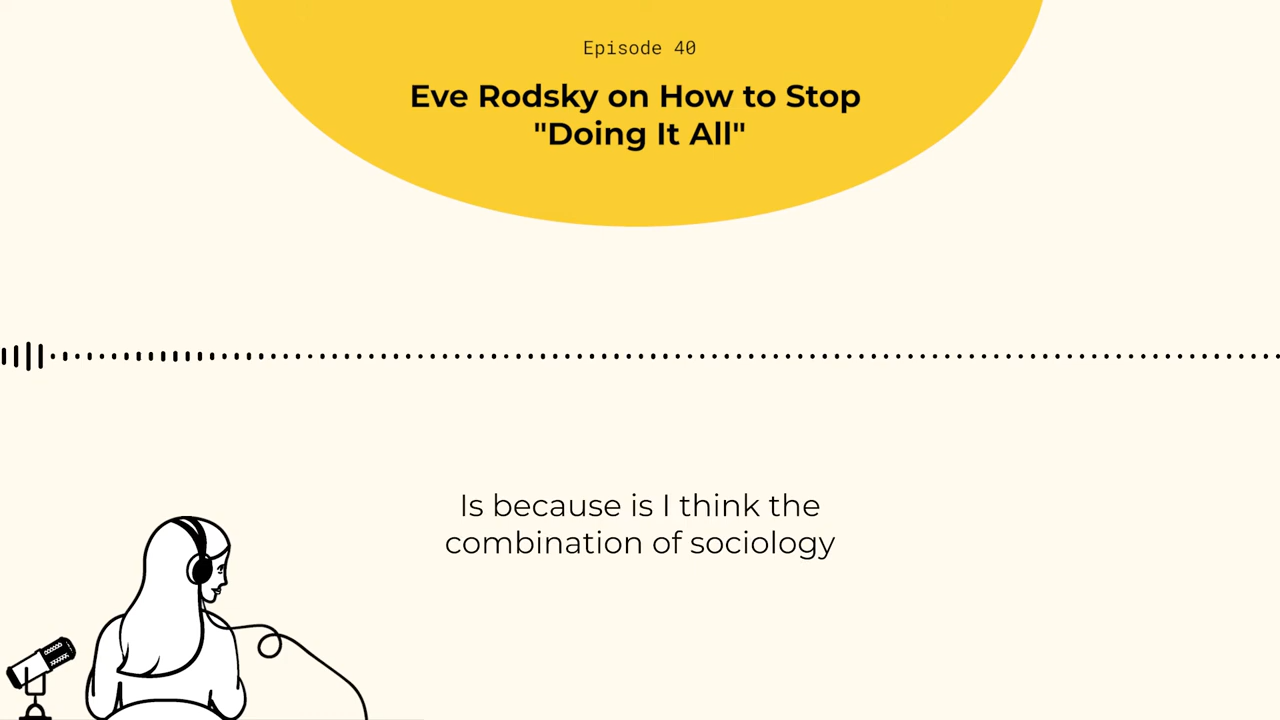 Episode 40
Eve Rodsky on How to Stop
"Doing It All"
Is because is I think the
combination of sociology